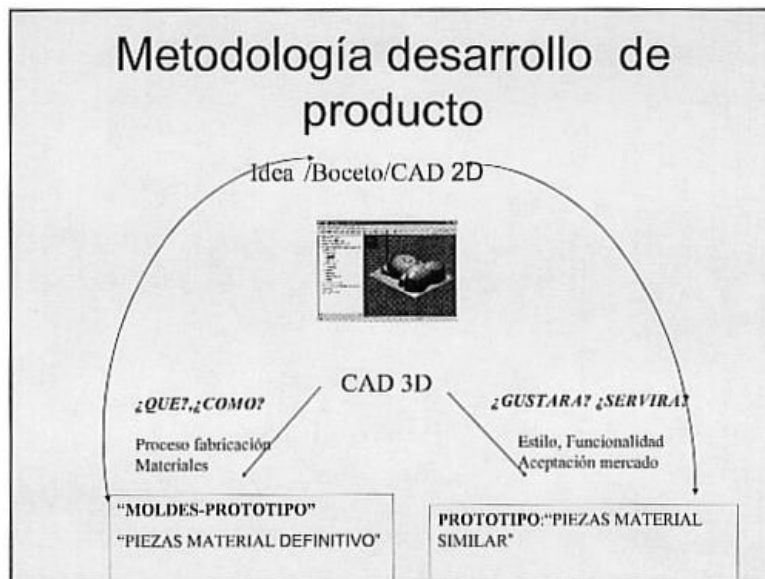 Metodología desarrollo de
producto
Idea /Boceto/CAD 2D
CAD 3D
¿QUE?,¿COMO?
Proceso fabricación
Materiales
¿GUSTARA? ¿SERVIRA?
Estilo, Funcionalidad
Aceptación mercado
“MOLDES-PROTOTIPO”
“PIEZAS MATERIAL DEFINITIVO”
PROTOTIPO:“PIEZAS MATERIAL
SIMILAR”